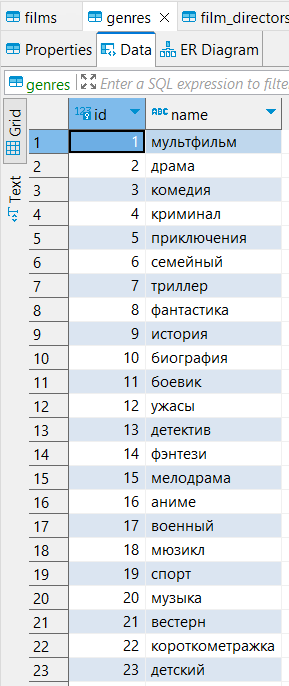 films genres film_directors
Properties Data ER Diagram
genres Enter a SQL expression to filte
Grid
Text
123 id ABC name
1 1 мультфильм
2 2 драма
3 3 комедия
4 4 криминал
5 5 приключения
6 6 семейный
7 7 триллер
8 8 фантастика
9 9 история
10 10 биография
11 11 боевик
12 12 ужасы
13 13 детектив
14 14 фэнтези
15 15 мелодрама
16 16 аниме
17 17 военный
18 18 мюзикл
19 19 спорт
20 20 музыка
21 21 вестерн
22 22 короткометражка
23 23 детский